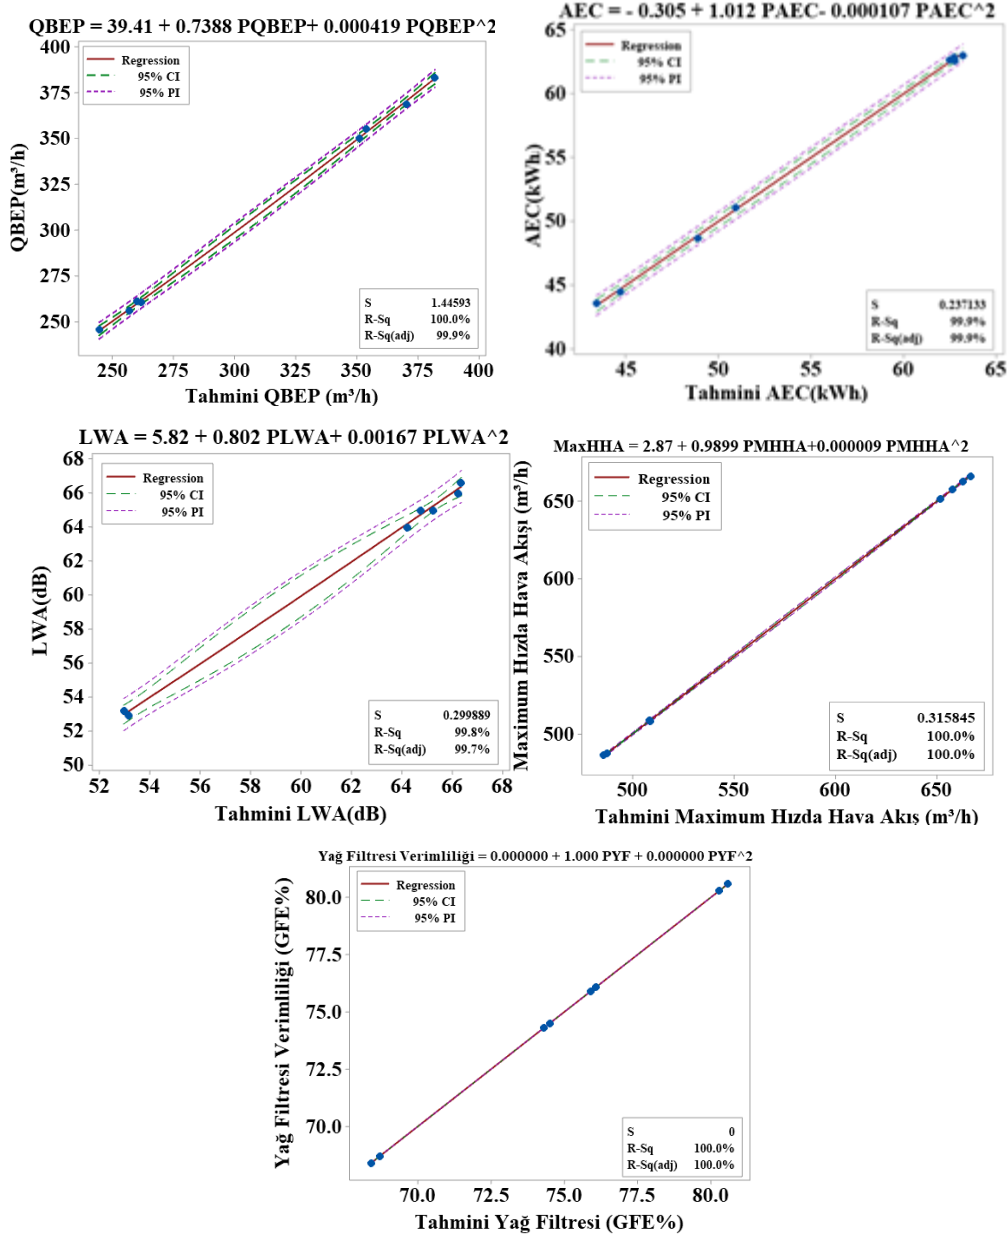 QBEP = 39.41 + 0.7388 PQBEP+ 0.000419 PQBEP^2
400
375
350
325
300
275
250
QBEP(m³/h)
Regression
95% CI
95% PI
S 1.44593
R-Sq 100.0%
R-Sq(adj) 99.9%
250 275 300 325 350 375 400
Tahmini QBEP (m³/h)
AEC = - 0.305 + 1.012 PAEC- 0.000107 PAEC^2
65
60
55
50
45
40
AEC(kWh)
Regression
95% CI
95% PI
S 0.237133
R-Sq 99.9%
R-Sq(adj) 99.9%
45 50 55 60 65
Tahmini AEC(kWh)
LWA = 5.82 + 0.802 PLWA+ 0.00167 PLWA^2
68
66
64
62
60
58
56
54
52
50
LWA(dB)
Regression
95% CI
95% PI
S 0.299889
R-Sq 99.8%
R-Sq(adj) 99.7%
52 54 56 58 60 62 64 66 68
Tahmini LWA(dB)
MaxHHA = 2.87 + 0.9899 PMHHA+0.000009 PMHHA^2
650
600
550
500
Maximum Hızda Hava Akışı (m³/h)
Regression
95% CI
95% PI
S 0.315845
R-Sq 100.0%
R-Sq(adj) 100.0%
500 550 600 650
Tahmini Maximum Hızda Hava Akış (m³/h)
Yağ Filtresi Verimliliği = 0.000000 + 1.000 PYF + 0.000000 PYF^2
80.0
77.5
75.0
72.5
70.0
Yağ Filtresi Verimliliği (GFE%)
Regression
95% CI
95% PI
S 0
R-Sq 100.0%
R-Sq(adj) 100.0%
70.0 72.5 75.0 77.5 80.0
Tahmini Yağ Filtresi (GFE%)